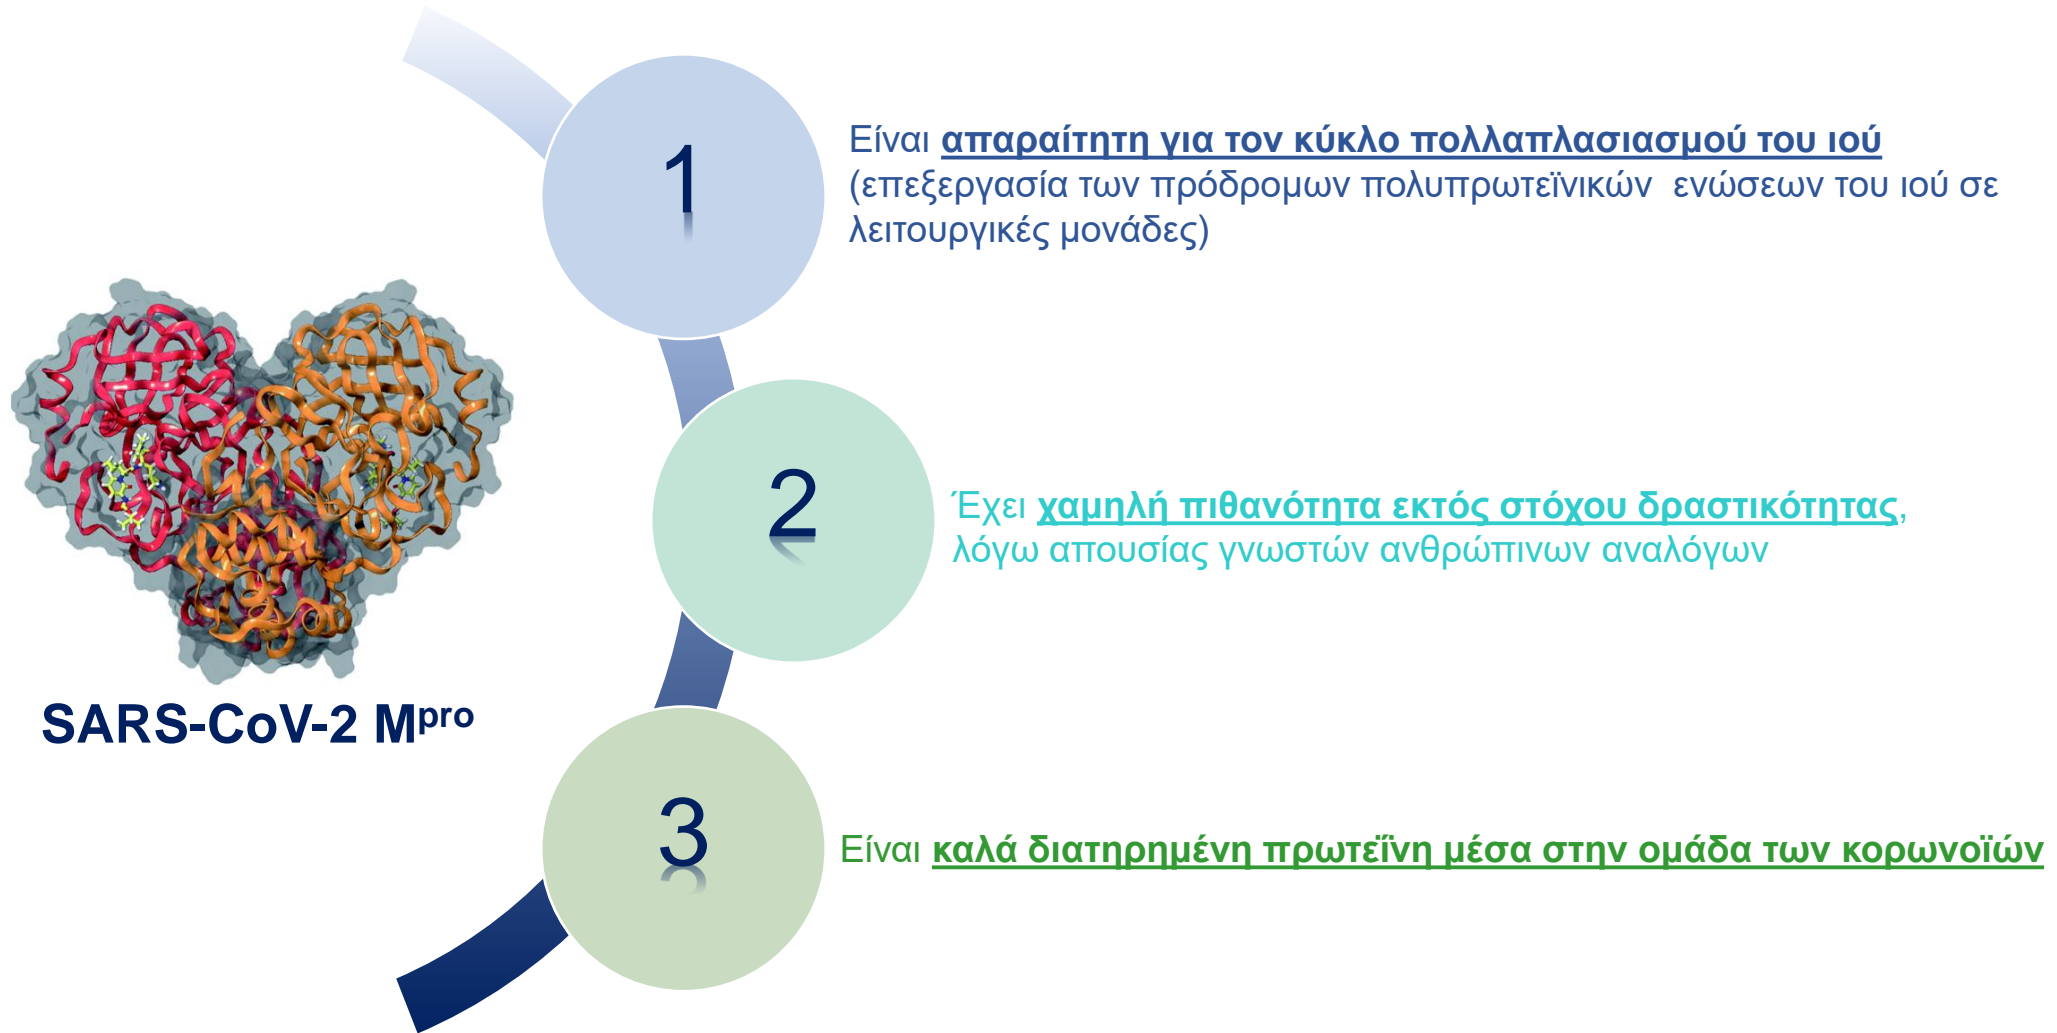 1
Είναι απαραίτητη για τον κύκλο πολλαπλασιασμού του ιού
(επεξεργασία των πρόδρομων πολυπρωτεϊνικών ενώσεων του ιού σε
λειτουργικές μονάδες)
2
Έχει χαμηλή πιθανότητα εκτός στόχου δραστικότητας,
λόγω απουσίας γνωστών ανθρώπινων αναλόγων
SARS-CoV-2 Mpro
3
Είναι καλά διατηρημένη πρωτεΐνη μέσα στην ομάδα των κορωνοϊών